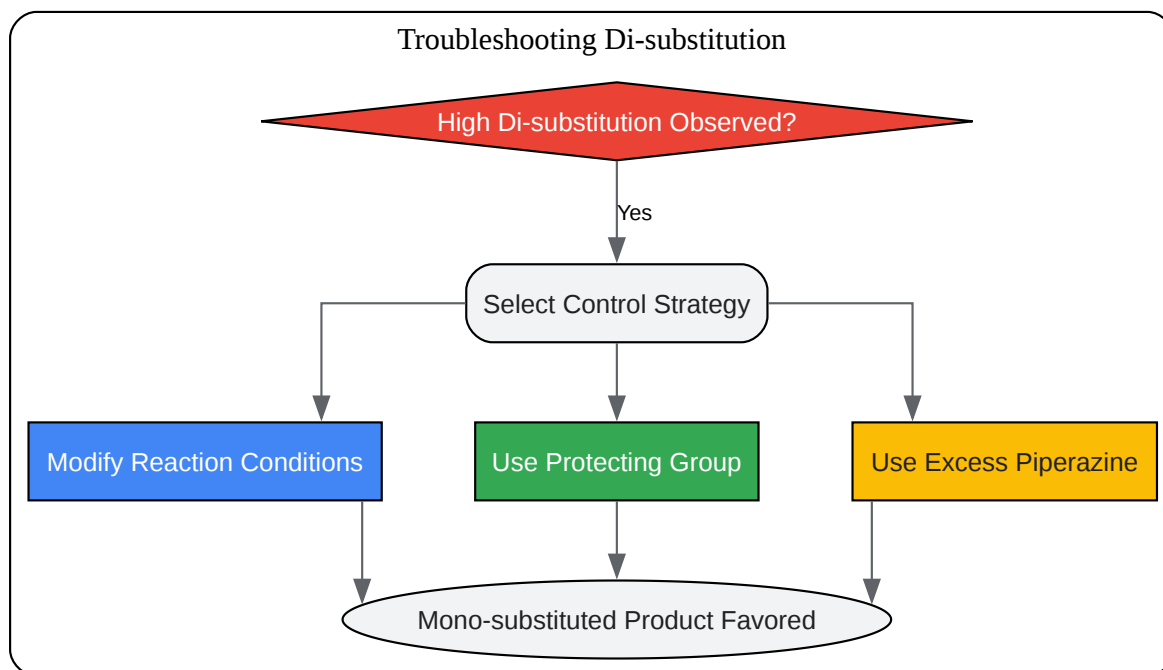 Troubleshooting Di-substitution
High Di-substitution Observed?
Yes
Select Control Strategy
Modify Reaction Conditions
Use Protecting Group
Use Excess Piperazine
Mono-substituted Product Favored